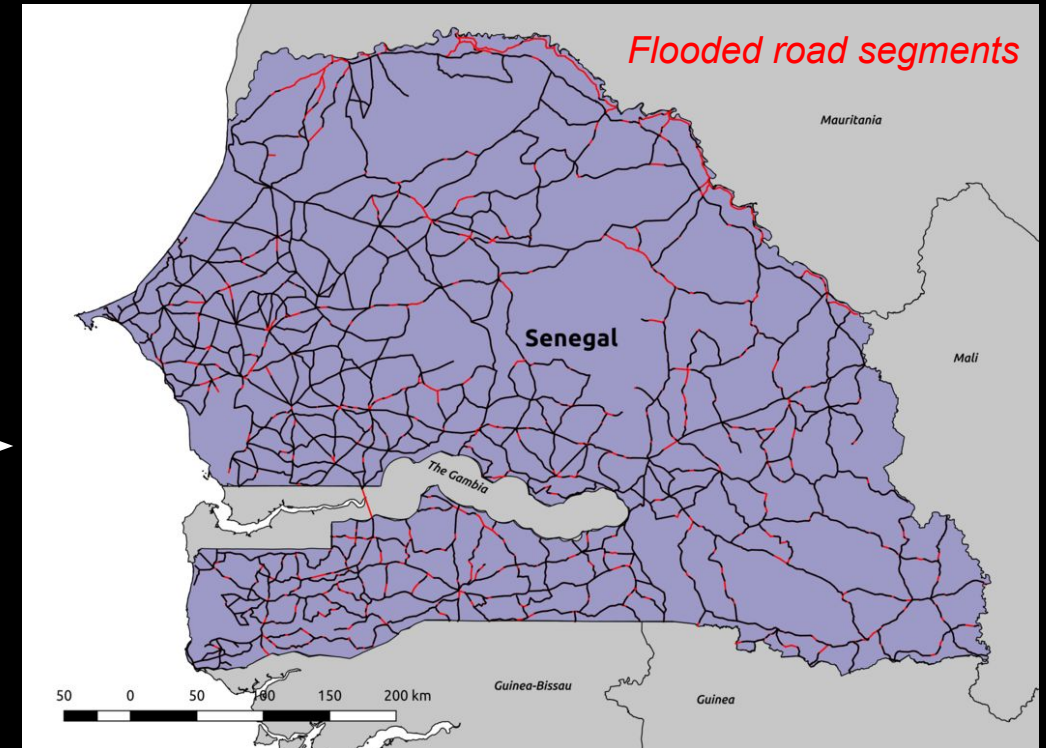 Flooded road segments
Mauritania
Senegal
Mali
The Gambia
50 0 50 100 150 200 km
Guinea-Bissau
Guinea